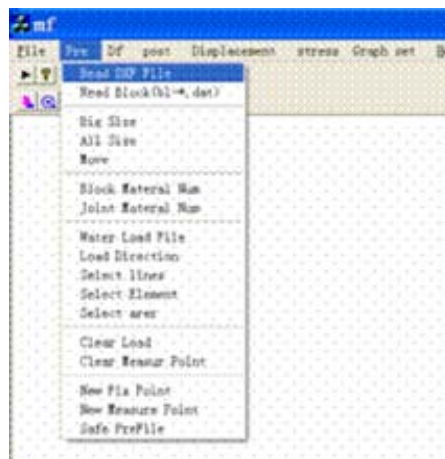 mf
File Pre Df post Displacement stress Graph set
Read DXF File
Read Block(bl-*.dat)
Big Size
All Size
Move
Block Materal Num
Joint Materal Num
Water Load File
Load Direction
Select lines
Select Element
Select area
Clear Load
Clear Measur Point
New Fix Point
New Measure Point
Safe PreFile